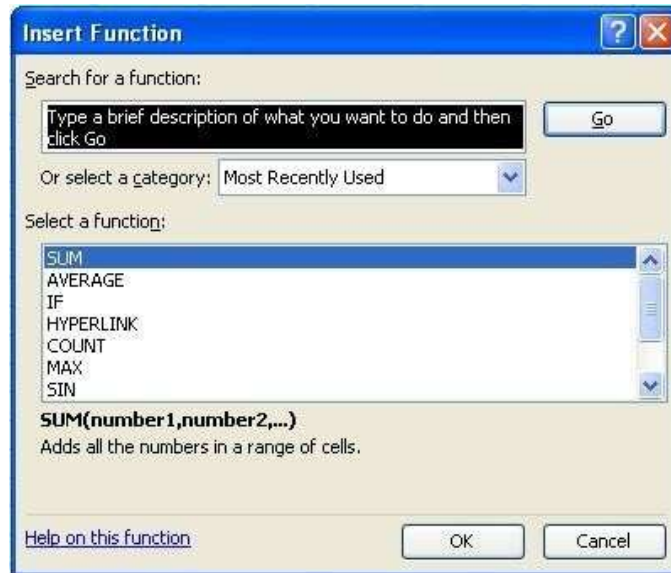 Insert Function
?
Search for a function:
Type a brief description of what you want to do and then
click Go
Go
Or select a category: Most Recently Used
Select a function:
SUM
AVERAGE
IF
HYPERLINK
COUNT
MAX
SIN
SUM(number1,number2,...)
Adds all the numbers in a range of cells.
Help on this function
OK
Cancel